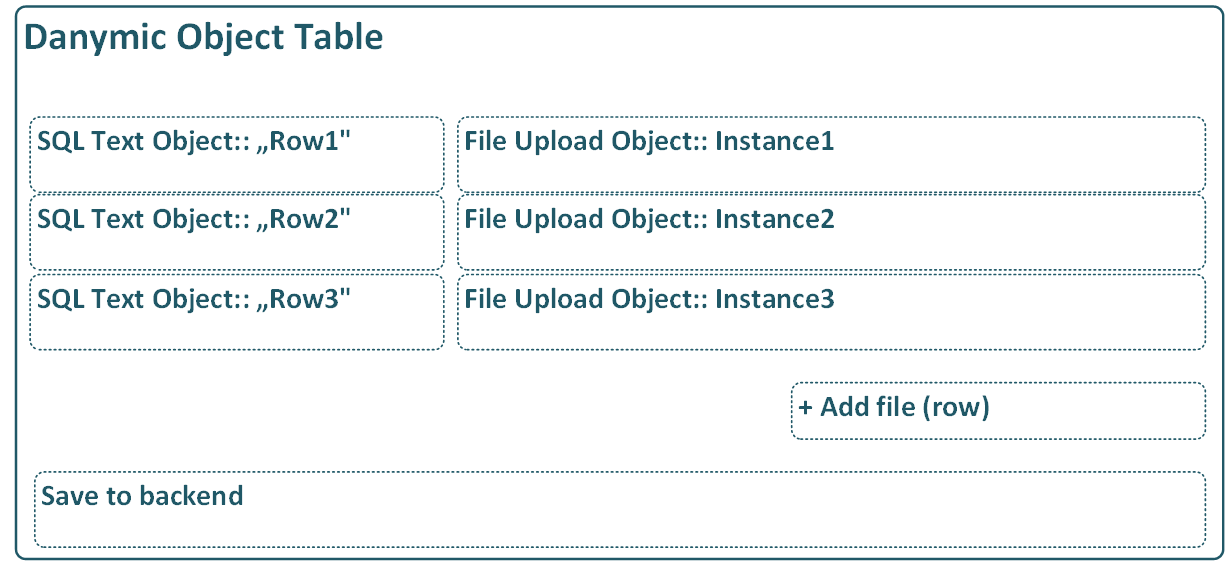 Danymic Object Table
SQL Text Object:: „Row1"
File Upload Object:: Instance1
SQL Text Object:: „Row2"
File Upload Object:: Instance2
SQL Text Object:: „Row3"
File Upload Object:: Instance3
+ Add file (row)
Save to backend